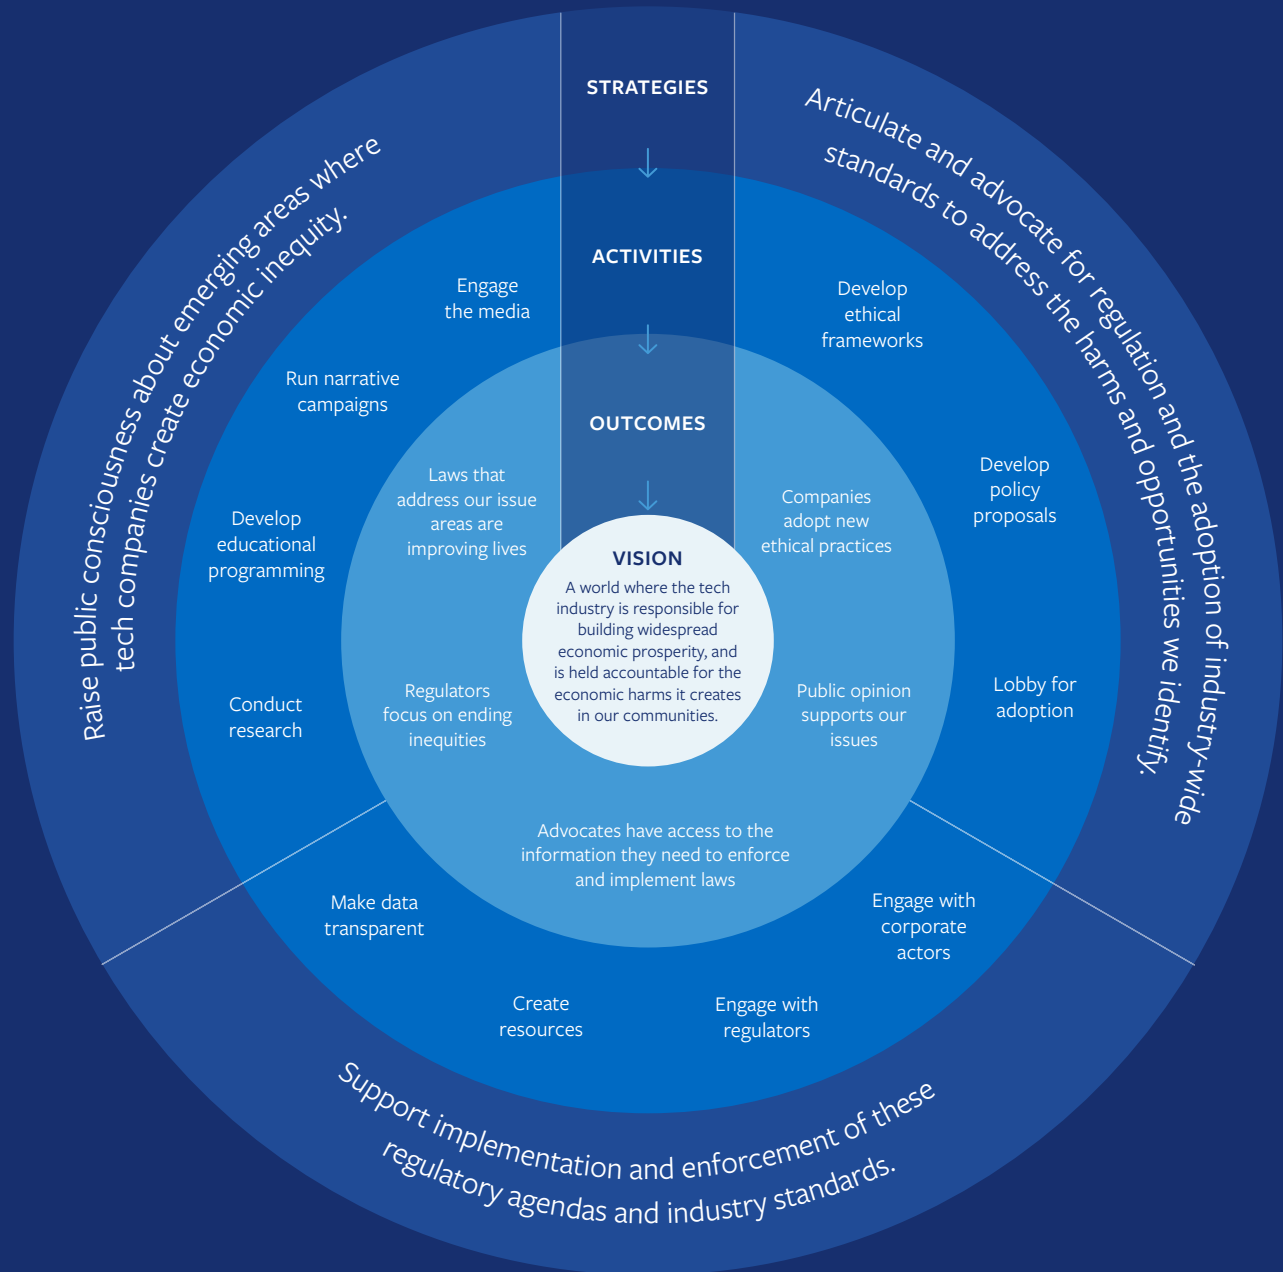 STRATEGIES
ACTIVITIES
OUTCOMES
VISION
A world where the tech
industry is responsible for
building widespread
economic prosperity, and
is held accountable for the
economic harms it creates
in our communities.
Raise public consciousness about emerging areas where
tech companies create economic inequity.
Engage
the media
Run narrative
campaigns
Develop
educational
programming
Conduct
research
Articulate and advocate for regulation and the adoption of industry-wide
standards to address the harms and opportunities we identify.
Develop
ethical
frameworks
Develop
policy
proposals
Lobby for
adoption
Support implementation and enforcement of these
regulatory agendas and industry standards.
Make data
transparent
Create
resources
Engage with
regulators
Engage with
corporate
actors
Laws that
address our issue
areas are
improving lives
Companies
adopt new
ethical practices
Regulators
focus on ending
inequities
Public opinion
supports our
issues
Advocates have access to the
information they need to enforce
and implement laws